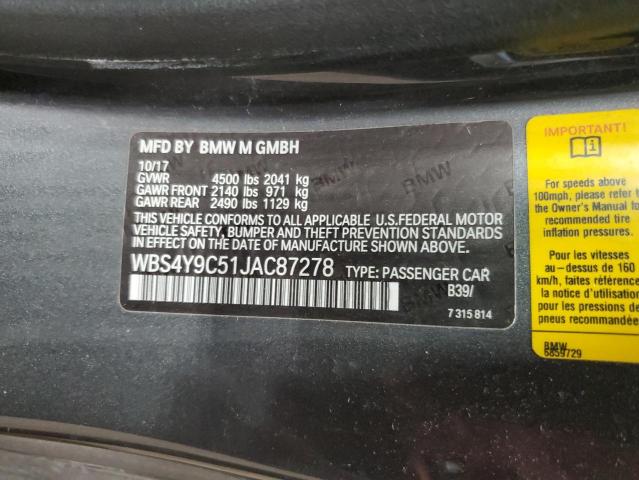 MFD BY BMW M GMBH
10/17
GVWR 4500 lbs 2041 kg
GAWR FRONT 2140 lbs 971 kg
GAWR REAR 2490 lbs 1129 kg
THIS VEHICLE CONFORMS TO ALL APPLICABLE U.S.FEDERAL MOTOR
VEHICLE SAFETY, BUMPER AND THEFT PREVENTION STANDARDS
IN EFFECT ON THE DATE OF MANUFACTURE SHOWN ABOVE.
WBS4Y9C51JAC87278 TYPE: PASSENGER CAR
B39/
7 315 814
IMPORTANT!
For speeds above
100mph, please refer t
the Owner's Manual fo
recommended tire
inflation pressures.
Pour les vitesses
au-dessus de 160
km/h, faites référence
la notice d'utilisation
pour les pressions de
pneus recommandée
BMW
6859729